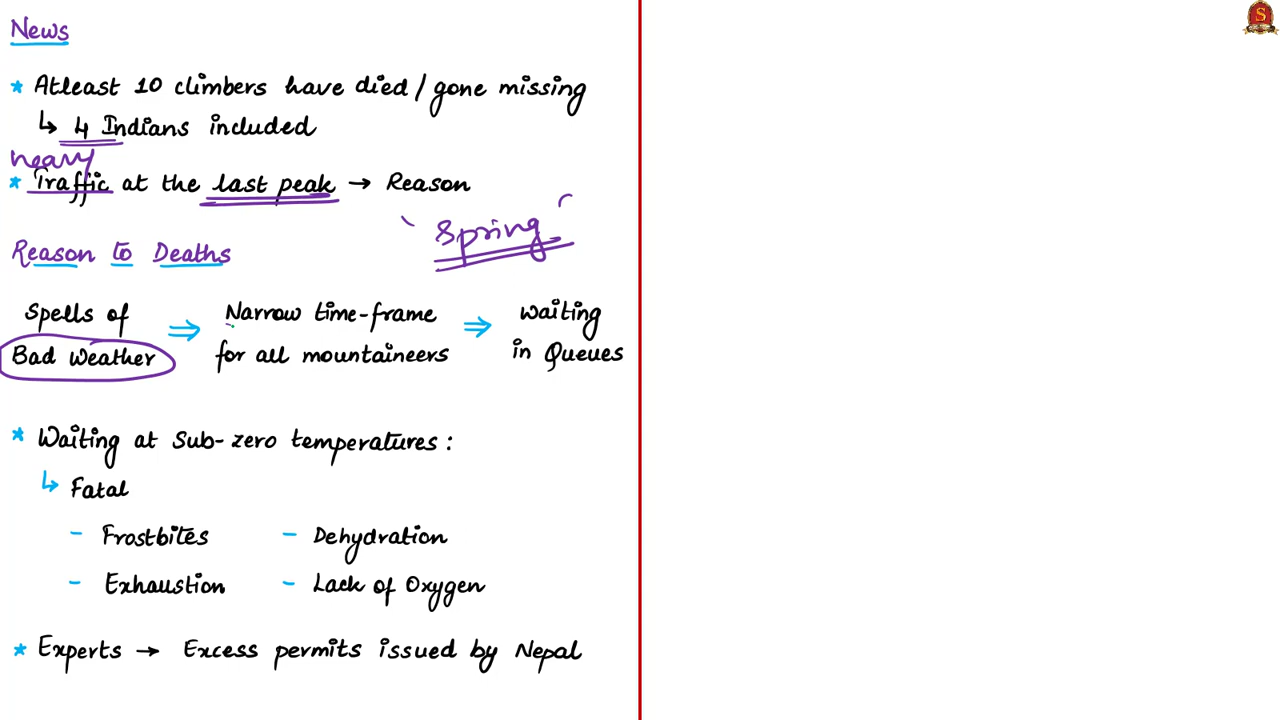 News
* Atleast 10 climbers have died/gone missing
↳ 4 Indians included
heavy
* Traffic at the last peak → Reason
"Spring"
Reason to Deaths
Spells of Bad Weather ⇒ Narrow time-frame for all mountaineers ⇒ Waiting in Queues
* Waiting at Sub-zero temperatures:
↳ Fatal
- Frostbites - Dehydration
- Exhaustion - Lack of Oxygen
* Experts → Excess permits issued by Nepal
S